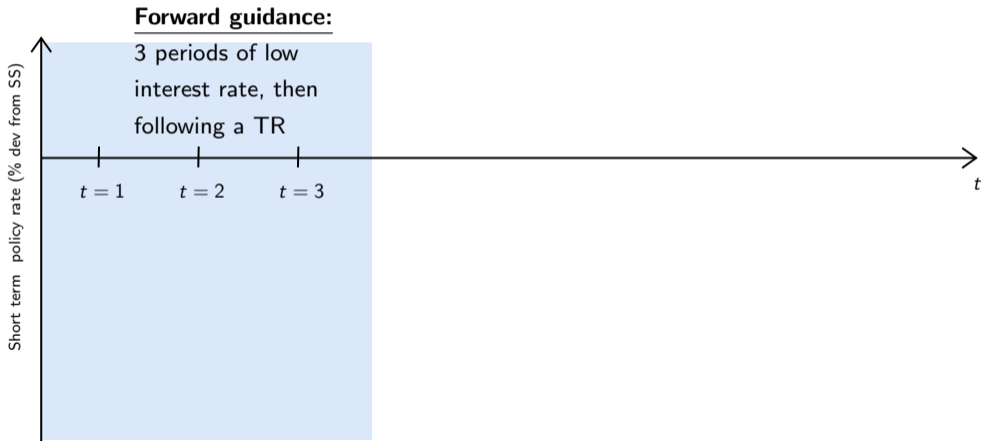 Forward guidance:
3 periods of low
interest rate, then
following a TR
Short term policy rate (% dev from SS)
t = 1
t = 2
t = 3
t